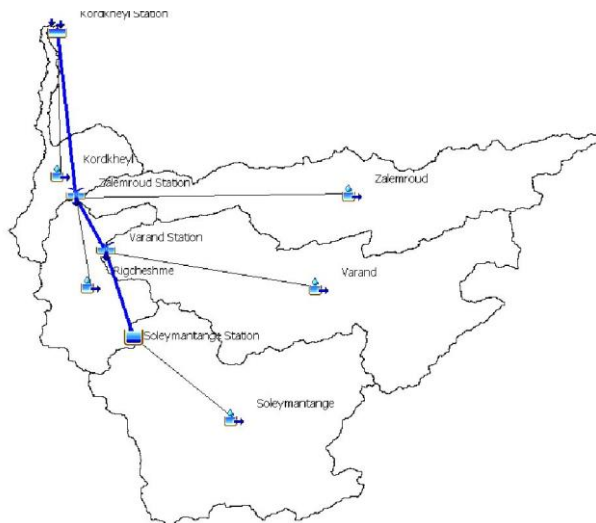 Kordkheyl Station
Kordkheyl
Zalemroud Station
Zalemroud
Varand Station
Rigcheshme
Varand
Soleymantange Station
Soleymantange